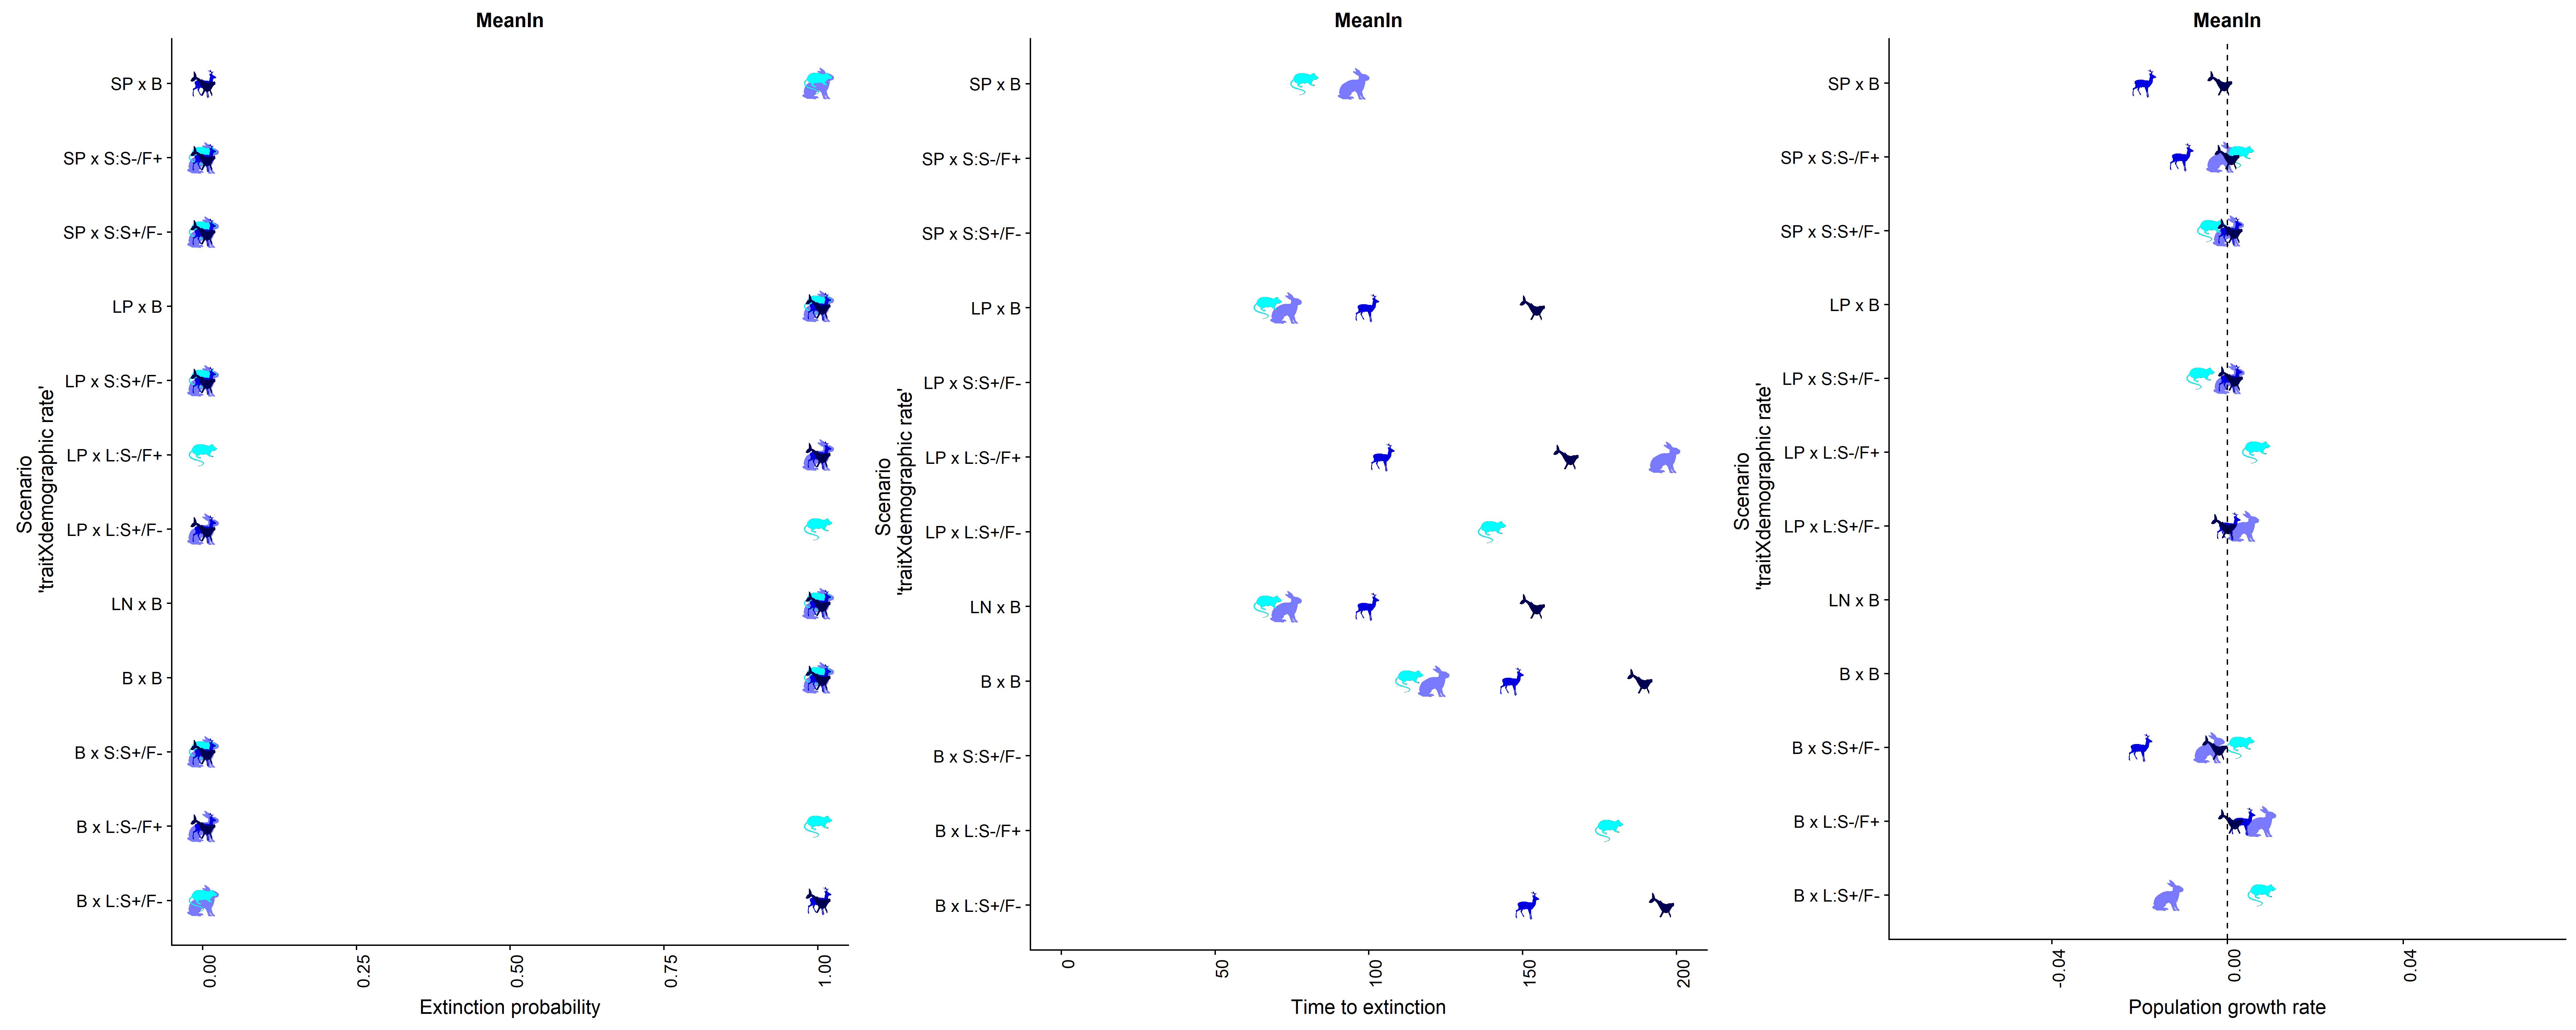 MeanIn
SP x B
SP x S:S-/F+
SP x S:S+/F-
LP x B
LP x S:S+/F-
LP x L:S-/F+
LP x L:S+/F-
LN x B
B x B
B x S:S+/F-
B x L:S-/F+
B x L:S+/F-
Scenario
'traitXdemographic rate'
0.00
0.25
0.50
0.75
1.00
Extinction probability
MeanIn
SP x B
SP x S:S-/F+
SP x S:S+/F-
LP x B
LP x S:S+/F-
LP x L:S-/F+
LP x L:S+/F-
LN x B
B x B
B x S:S+/F-
B x L:S-/F+
B x L:S+/F-
Scenario
'traitXdemographic rate'
0
50
100
150
200
Time to extinction
MeanIn
SP x B
SP x S:S-/F+
SP x S:S+/F-
LP x B
LP x S:S+/F-
LP x L:S-/F+
LP x L:S+/F-
LN x B
B x B
B x S:S+/F-
B x L:S-/F+
B x L:S+/F-
Scenario
'traitXdemographic rate'
-0.04
0.00
0.04
Population growth rate